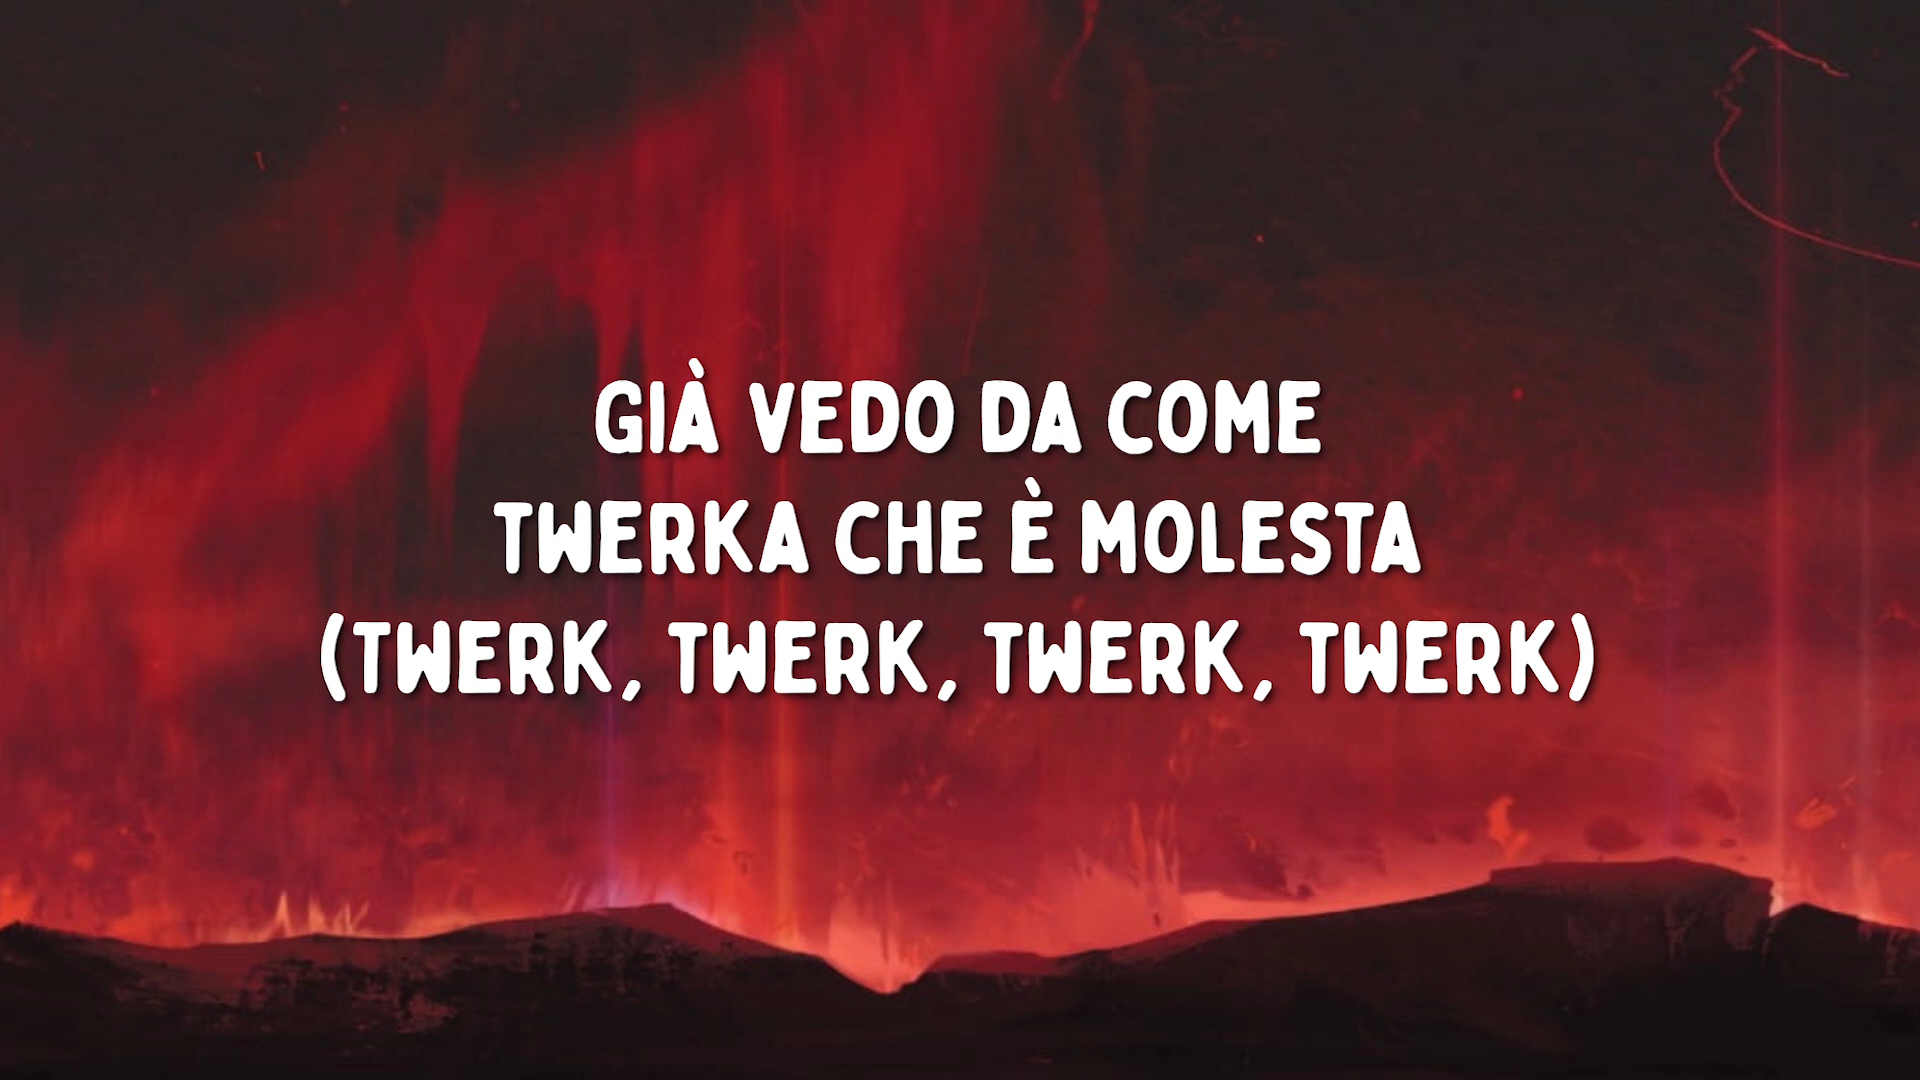 GIÀ VEDO DA COME
TWERKA CHE È MOLESTA
(TWERK, TWERK, TWERK, TWERK)